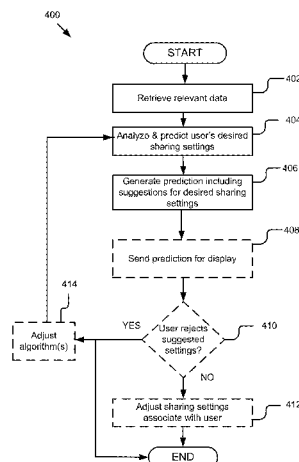 400
START
402
Retrieve relevant data
404
Analyze & predict user's desired
sharing settings
406
Generate prediction including
suggestions for desired sharing
settings
408
Send prediction for display
414
YES
410
User rejects
suggested
settings?
Adjust
algorithm(s)
NO
412
Adjust sharing settings
associate with user
END